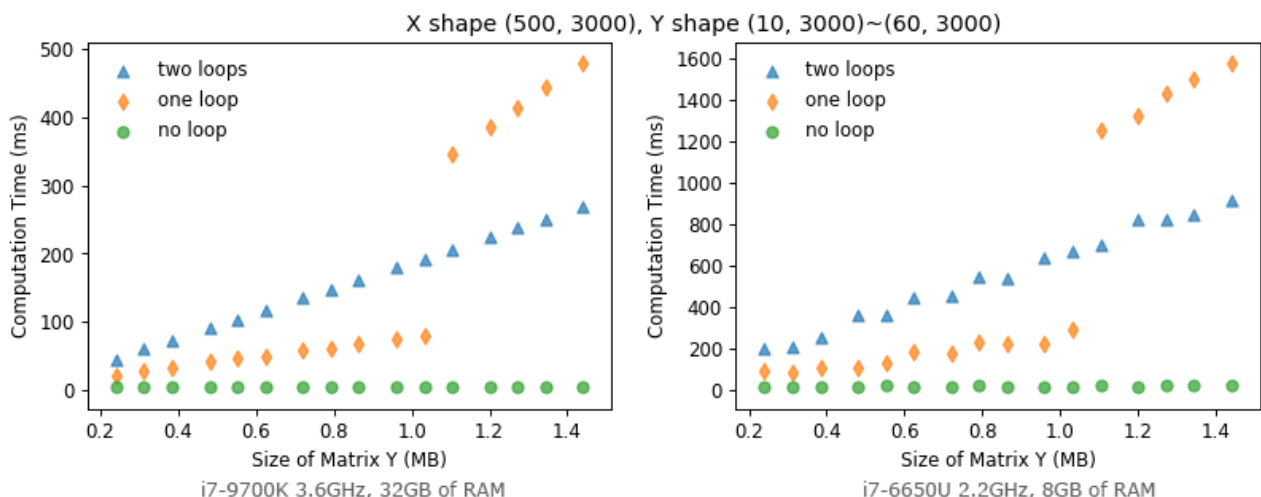 X shape (500, 3000), Y shape (10, 3000)~(60, 3000)
500
400
300
200
100
0
Computation Time (ms)
two loops
one loop
no loop
0.2 0.4 0.6 0.8 1.0 1.2 1.4
Size of Matrix Y (MB)
i7-9700K 3.6GHz, 32GB of RAM
1600
1400
1200
1000
800
600
400
200
0
Computation Time (ms)
two loops
one loop
no loop
0.2 0.4 0.6 0.8 1.0 1.2 1.4
Size of Matrix Y (MB)
i7-6650U 2.2GHz, 8GB of RAM